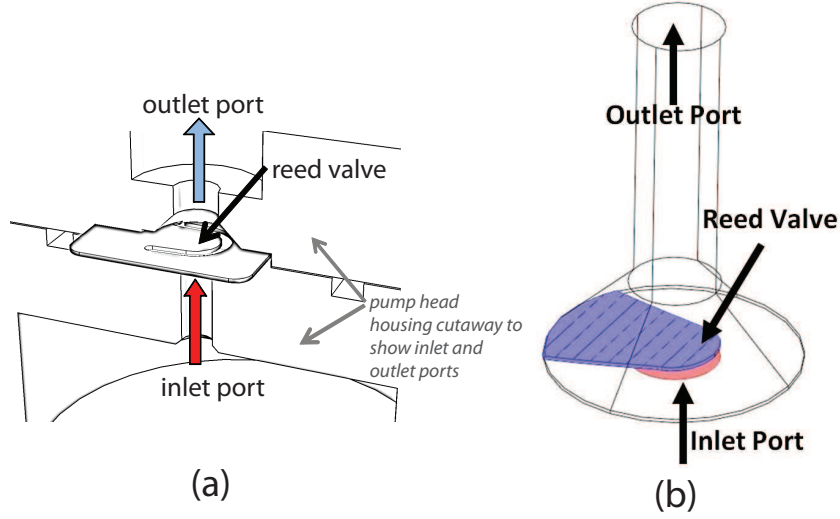 outlet port
reed valve
pump head
housing cutaway to
show inlet and
outlet ports
inlet port
(a)
Outlet Port
Reed Valve
Inlet Port
(b)